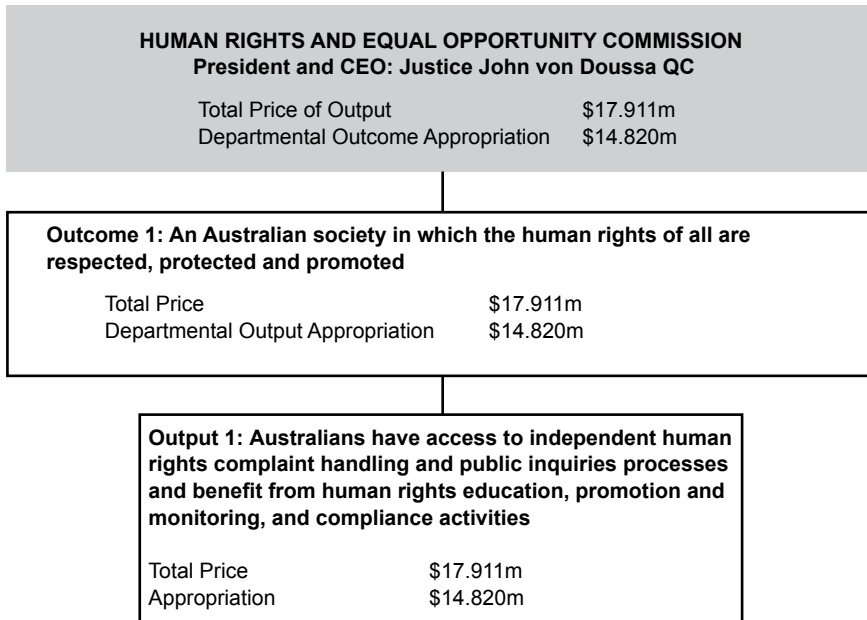 HUMAN RIGHTS AND EQUAL OPPORTUNITY COMMISSION
President and CEO: Justice John von Doussa QC
Total Price of Output $17.911m
Departmental Outcome Appropriation $14.820m
Outcome 1: An Australian society in which the human rights of all are
respected, protected and promoted
Total Price $17.911m
Departmental Output Appropriation $14.820m
Output 1: Australians have access to independent human
rights complaint handling and public inquiries processes
and benefit from human rights education, promotion and
monitoring, and compliance activities
Total Price $17.911m
Appropriation $14.820m